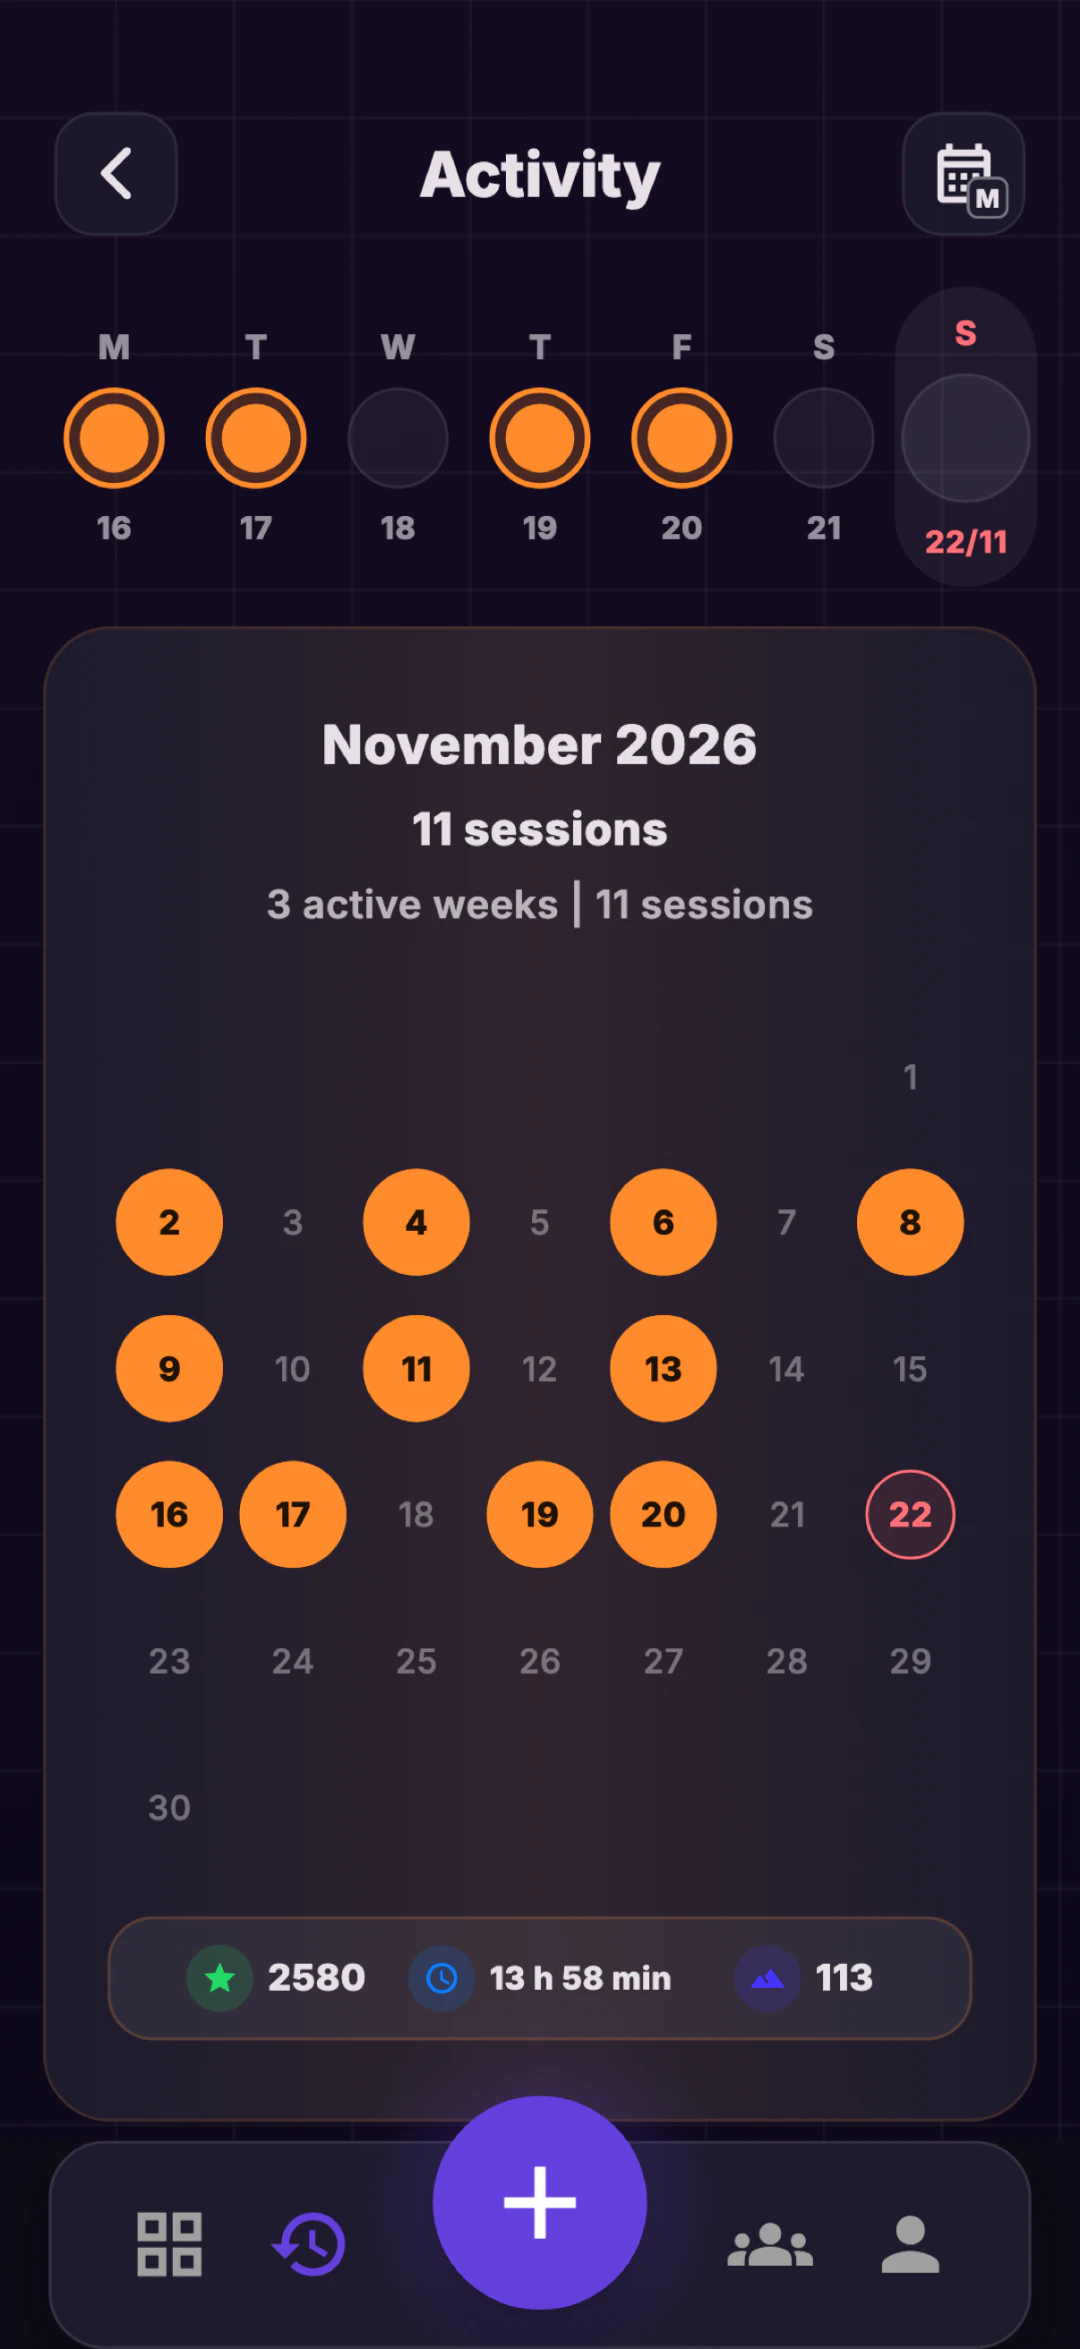 Activity
M
M T W T F S S
16 17 18 19 20 21 22/11
November 2026
11 sessions
3 active weeks | 11 sessions
1
2 3 4 5 6 7 8
9 10 11 12 13 14 15
16 17 18 19 20 21 22
23 24 25 26 27 28 29
30
2580 13 h 58 min 113